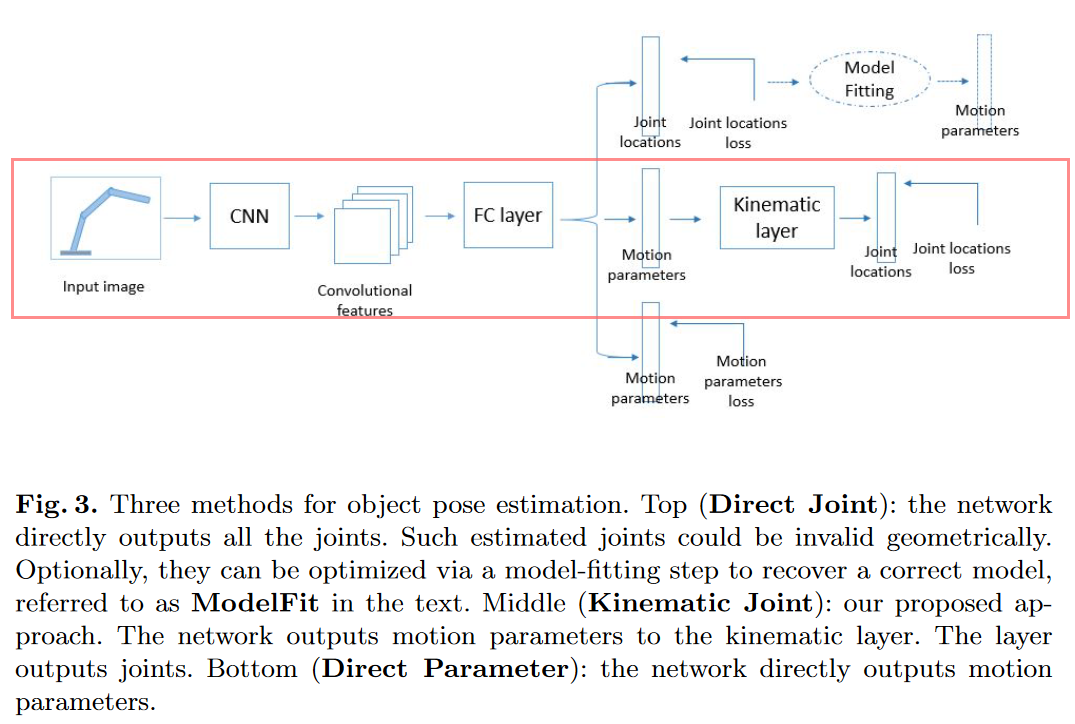 Joint
locations
Joint locations
loss
Model
Fitting
Motion
parameters
Input image
CNN
Convolutional
features
FC layer
Motion
parameters
Kinematic
layer
Joint
locations
Joint locations
loss
Motion
parameters
Motion
parameters
loss
Fig. 3. Three methods for object pose estimation. Top (Direct Joint): the network
directly outputs all the joints. Such estimated joints could be invalid geometrically.
Optionally, they can be optimized via a model-fitting step to recover a correct model,
referred to as ModelFit in the text. Middle (Kinematic Joint): our proposed ap-
proach. The network outputs motion parameters to the kinematic layer. The layer
outputs joints. Bottom (Direct Parameter): the network directly outputs motion
parameters.